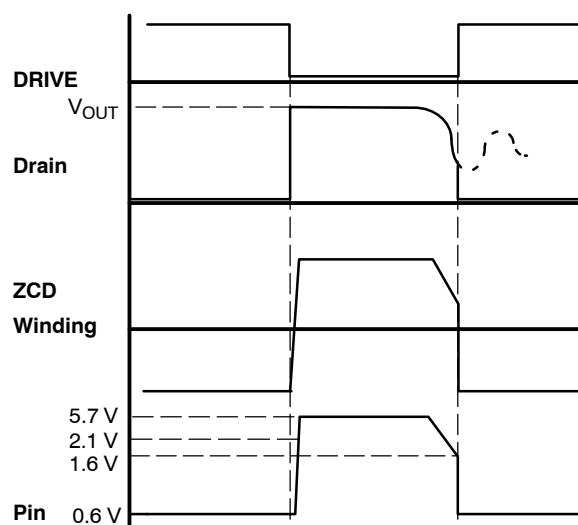 DRIVE
VOUT
Drain
ZCD
Winding
5.7 V
2.1 V
1.6 V
Pin 0.6 V